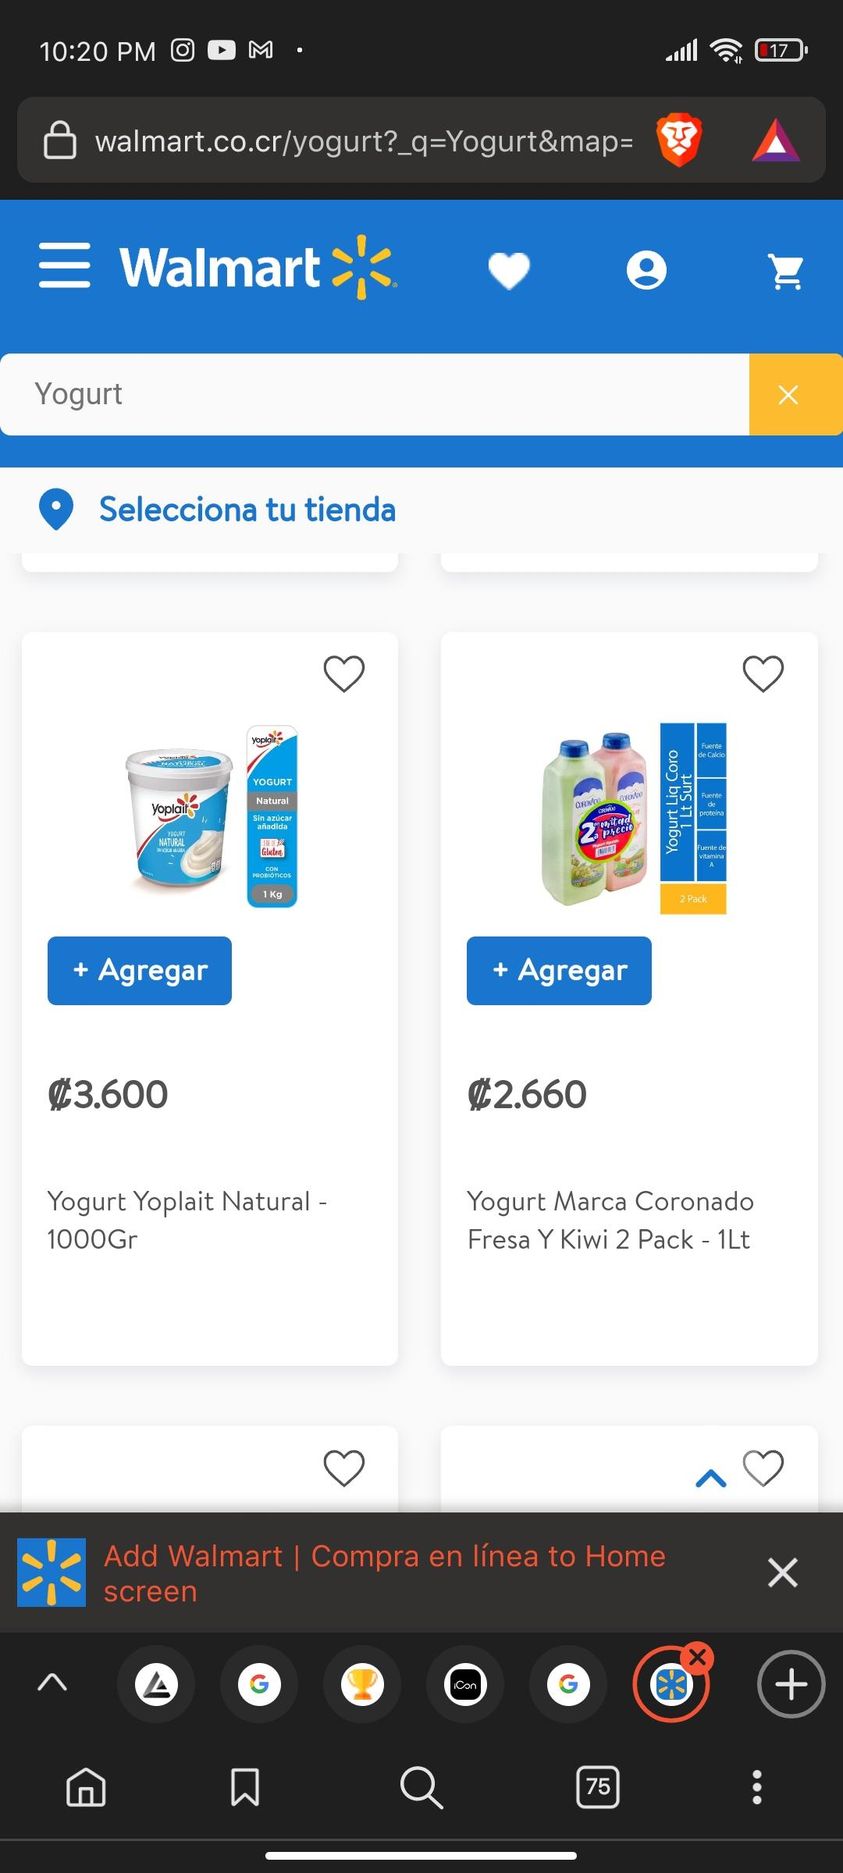 10:20 PM
17
walmart.co.cr/yogurt?_q=Yogurt&map=
Walmart
Yogurt
Selecciona tu tienda
Yoplait
YOGURT
NATURAL
Yoplait
YOGURT
Natural
Sin azúcar
añadida
Gluten
CON
PROBIÓTICOS
1 Kg
CORONADO
2 mitad
a precio
Yogurt Liq Coro
1 Lt Surt
Fuente
de Calcio
Fuente
de
proteína
Fuente de
vitamina
A
2 Pack
+ Agregar
+ Agregar
₡3.600
₡2.660
Yogurt Yoplait Natural -
1000Gr
Yogurt Marca Coronado
Fresa Y Kiwi 2 Pack - 1Lt
Add Walmart | Compra en línea to Home
screen
iCon
75